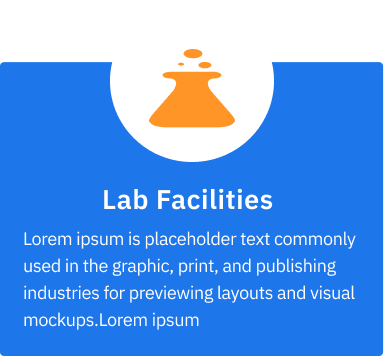 Lab Facilities
Lorem ipsum is placeholder text commonly
used in the graphic, print, and publishing
industries for previewing layouts and visual
mockups.Lorem ipsum